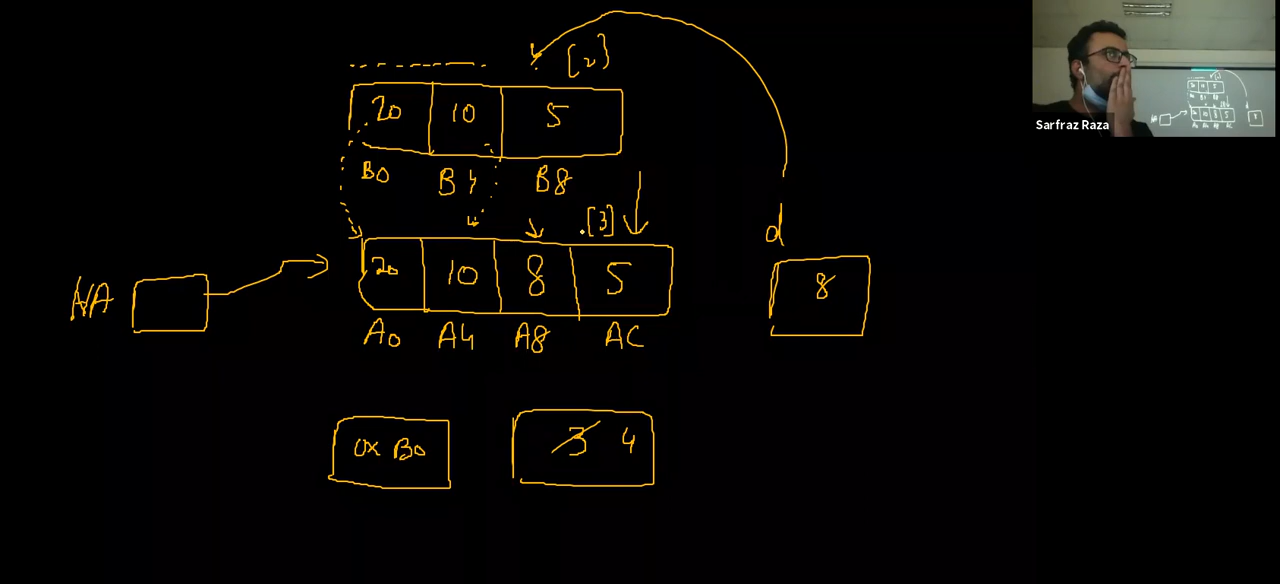 [2]
20 10 5
B0 B4 B8
[3]
d
20 10 8 5
8
NA
A0 A4 A8 AC
0x B0
3 4
Sarfraz Raza